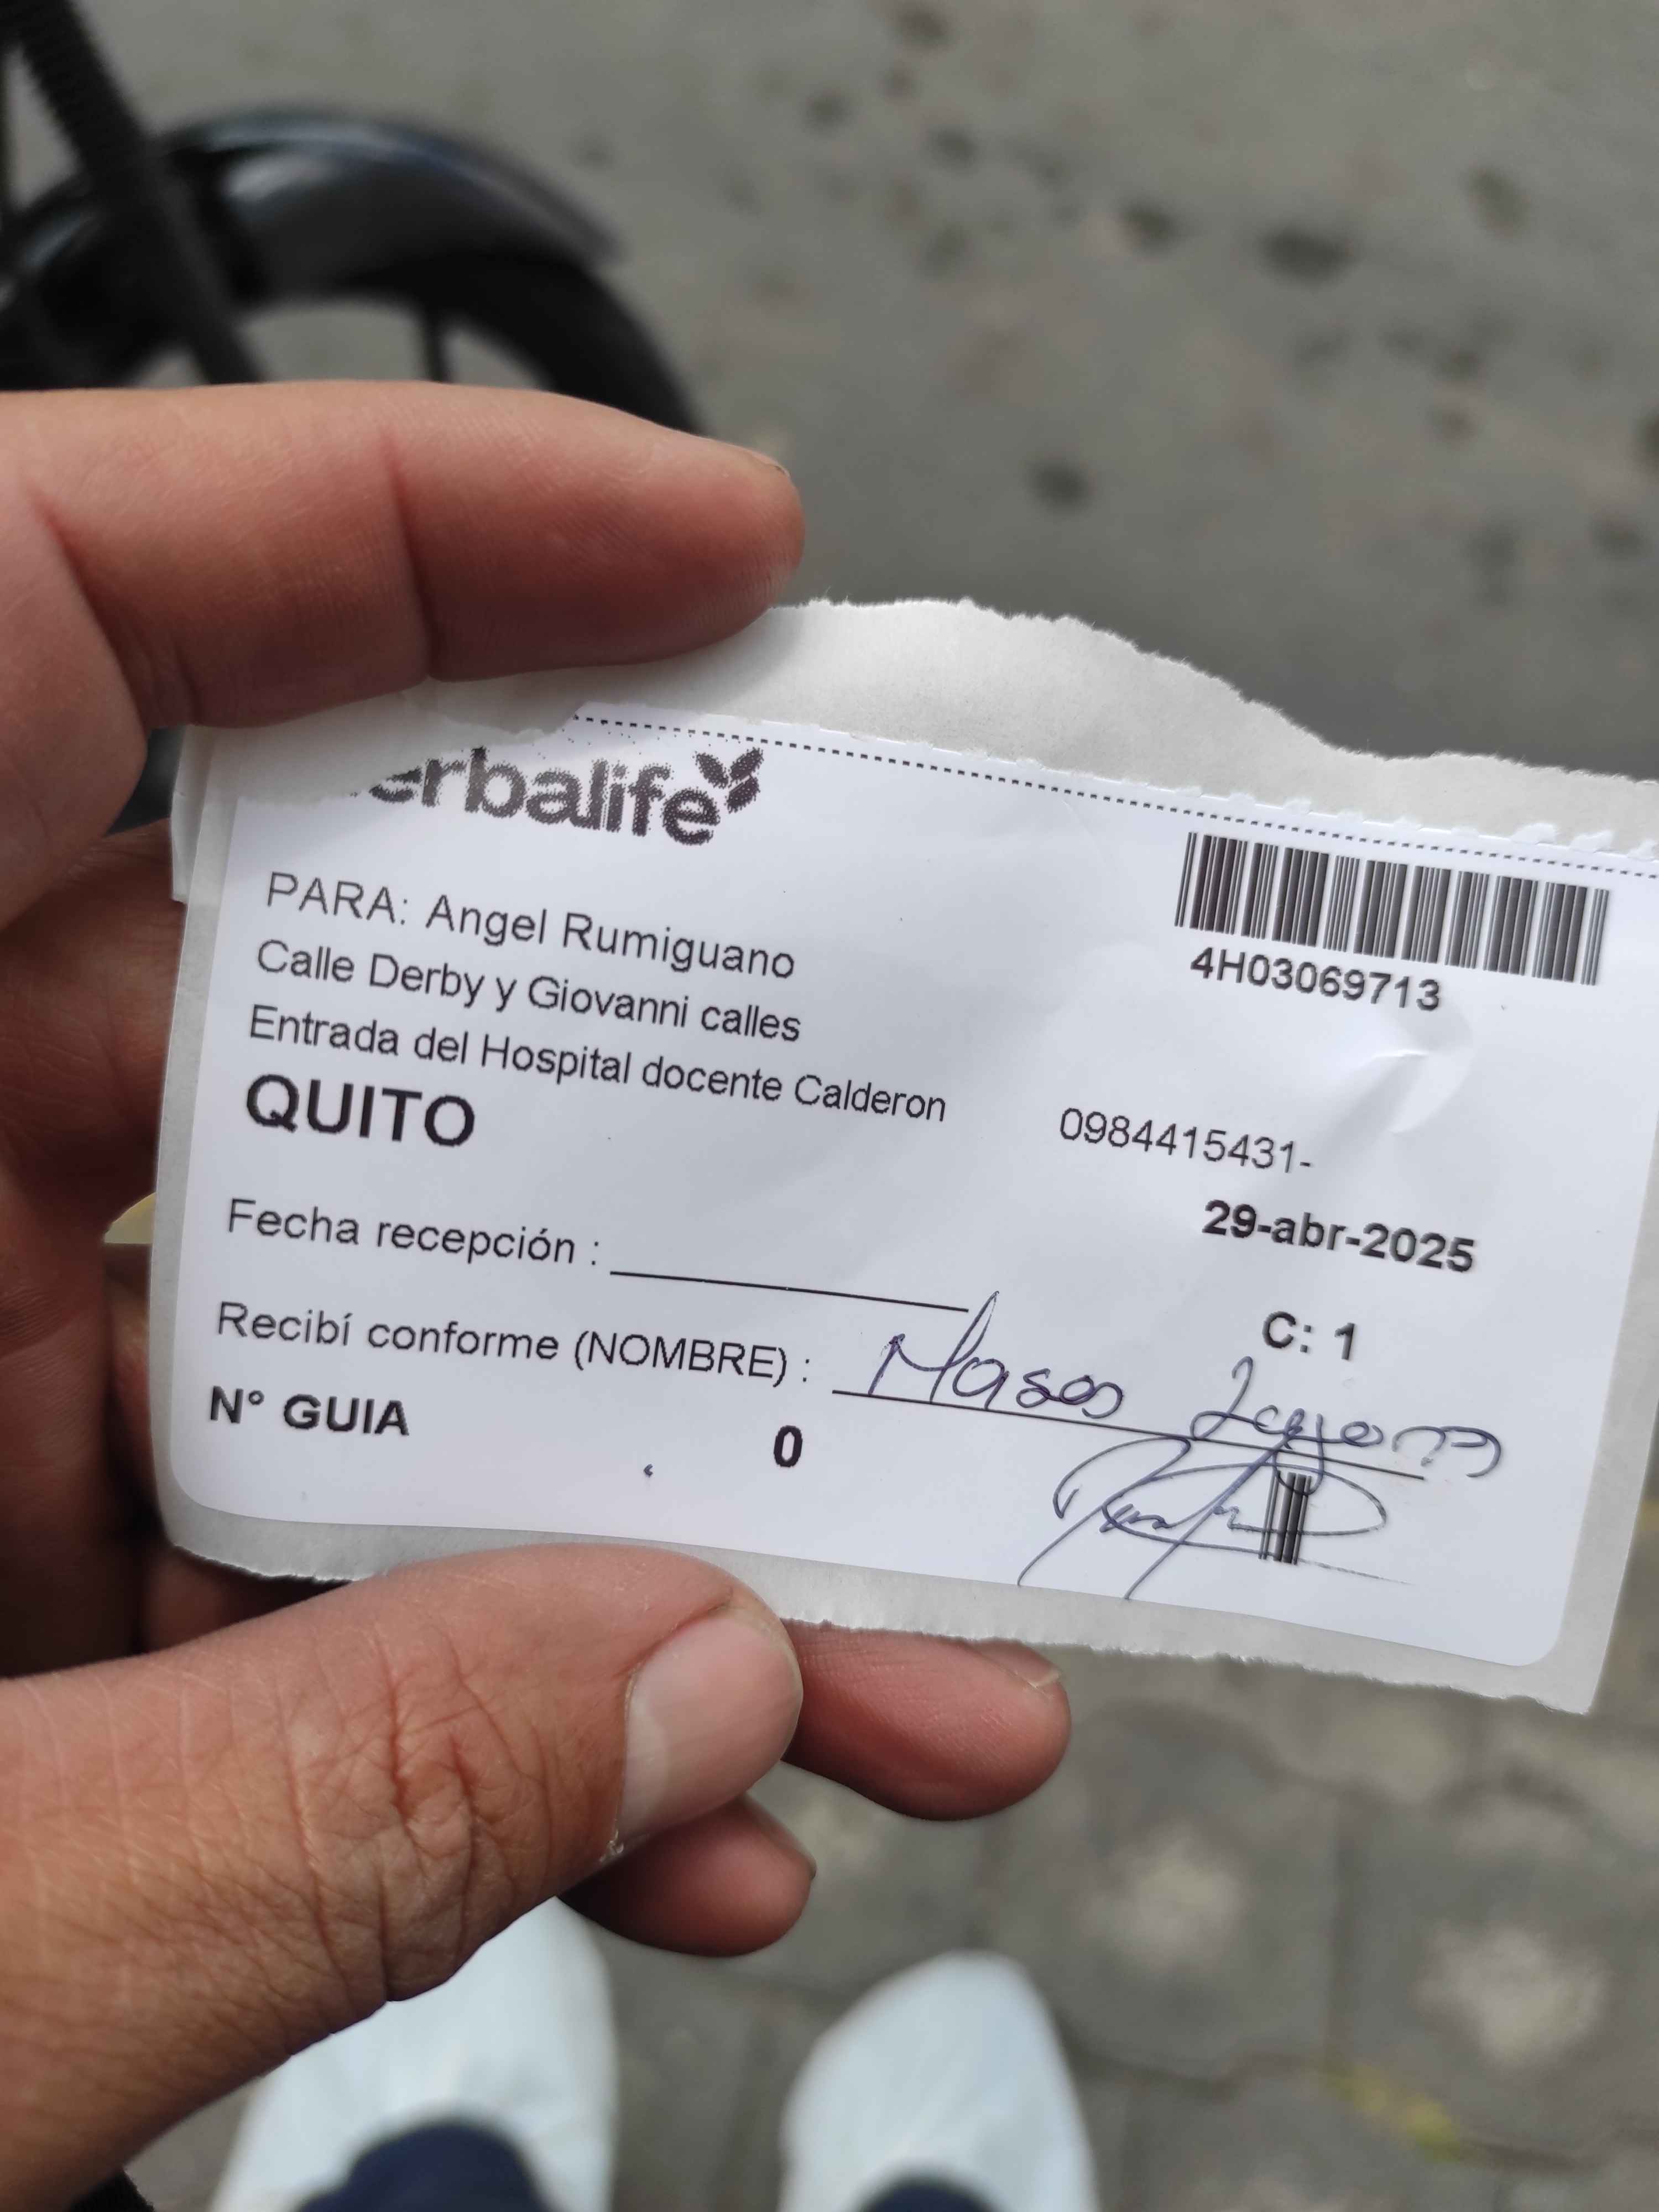 erbalife
4H03069713
PARA: Angel Rumiguano
Calle Derby y Giovanni calles
Entrada del Hospital docente Calderon
0984415431-
QUITO
29-abr-2025
Fecha recepción :
C: 1
Recibí conforme (NOMBRE) :
N° GUIA 0